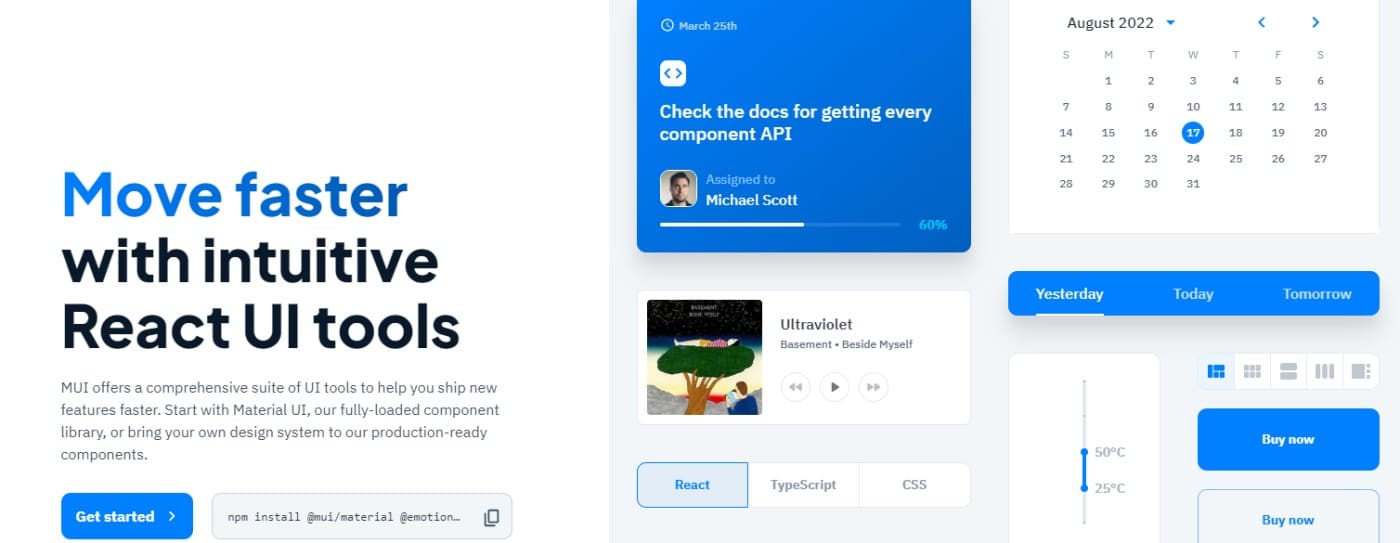 Move faster
with intuitive
React UI tools
MUI offers a comprehensive suite of UI tools to help you ship new
features faster. Start with Material UI, our fully-loaded component
library, or bring your own design system to our production-ready
components.
Get started
npm install @mui/material @emotion…
March 25th
Check the docs for getting every
component API
Assigned to
Michael Scott
60%
BASEMENT
BESIDE MYSELF
Ultraviolet
Basement • Beside Myself
React TypeScript CSS
August 2022
S M T W T F S
1 2 3 4 5 6
7 8 9 10 11 12 13
14 15 16 17 18 19 20
21 22 23 24 25 26 27
28 29 30 31
Yesterday Today Tomorrow
50°C
25°C
Buy now
Buy now